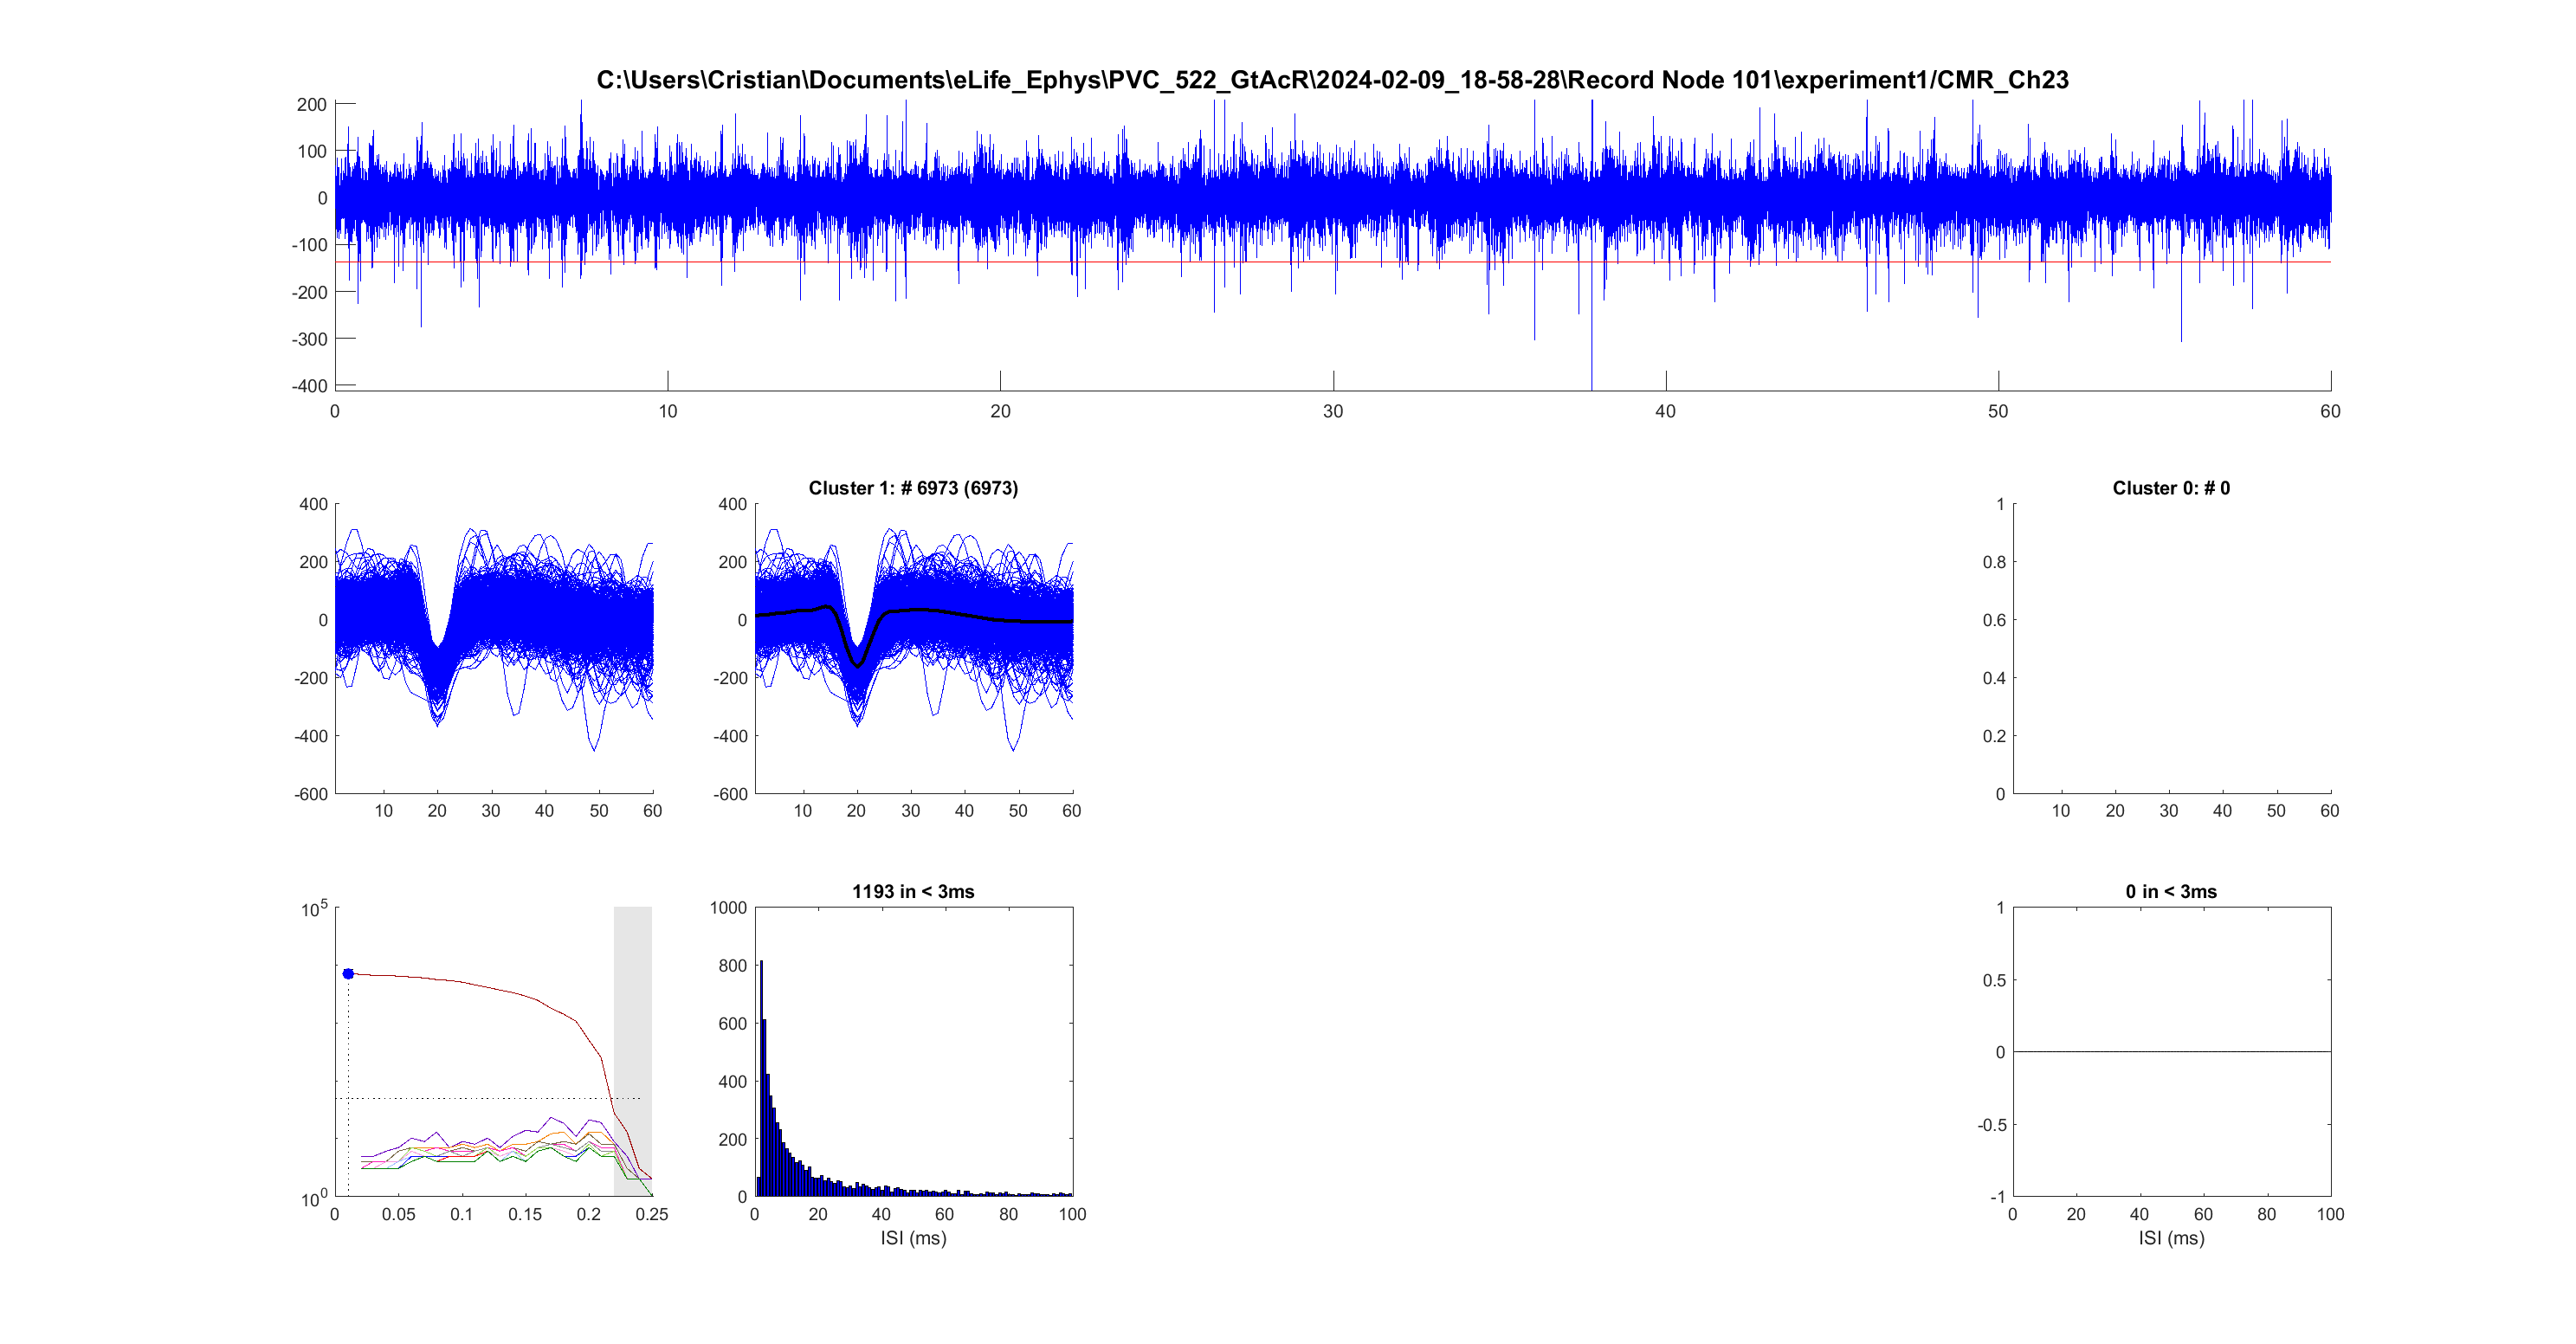 C:\Users\Cristian\Documents\eLife_Ephys\PVC_522_GtAcR\2024-02-09_18-58-28\Record Node 101\experiment1/CMR_Ch23
200
100
0
-100
-200
-300
-400
0 10 20 30 40 50 60
400
200
0
-200
-400
-600
10 20 30 40 50 60
Cluster 1: # 6973 (6973)
400
200
0
-200
-400
-600
10 20 30 40 50 60
Cluster 0: # 0
1
0.8
0.6
0.4
0.2
0
10 20 30 40 50 60
10^5
10^0
0 0.05 0.1 0.15 0.2 0.25
1193 in < 3ms
1000
800
600
400
200
0
0 20 40 60 80 100
ISI (ms)
0 in < 3ms
1
0.5
0
-0.5
-1
0 20 40 60 80 100
ISI (ms)